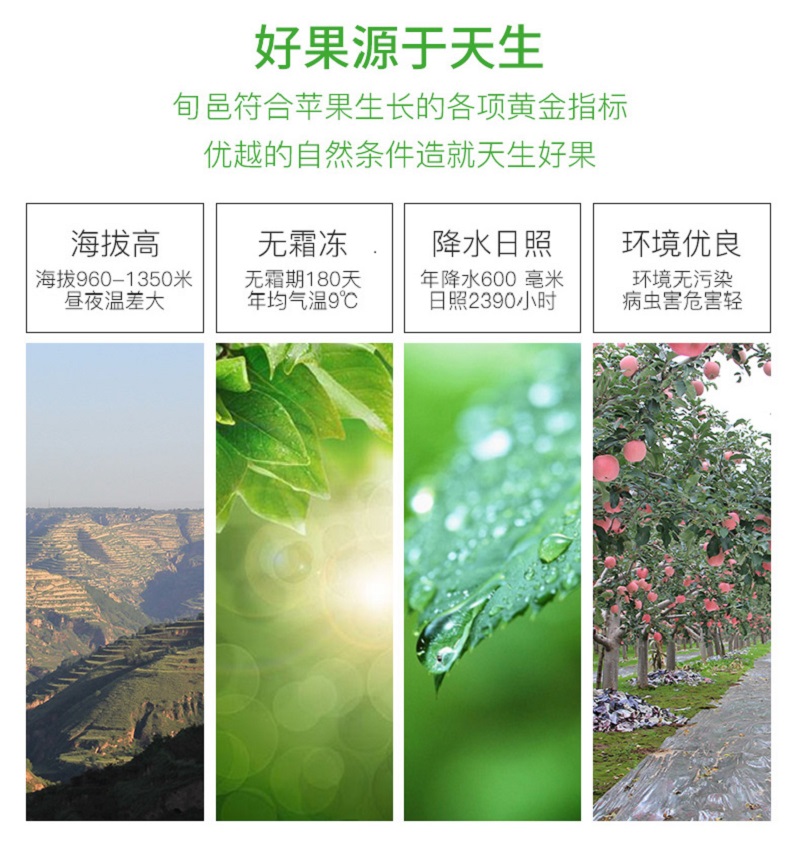 好果源于天生
旬邑符合苹果生长的各项黄金指标
优越的自然条件造就天生好果
海拔高
海拔960-1350米
昼夜温差大
无霜冻
无霜期180天
年均气温9℃
降水日照
年降水600 毫米
日照2390小时
环境优良
环境无污染
病虫害危害轻